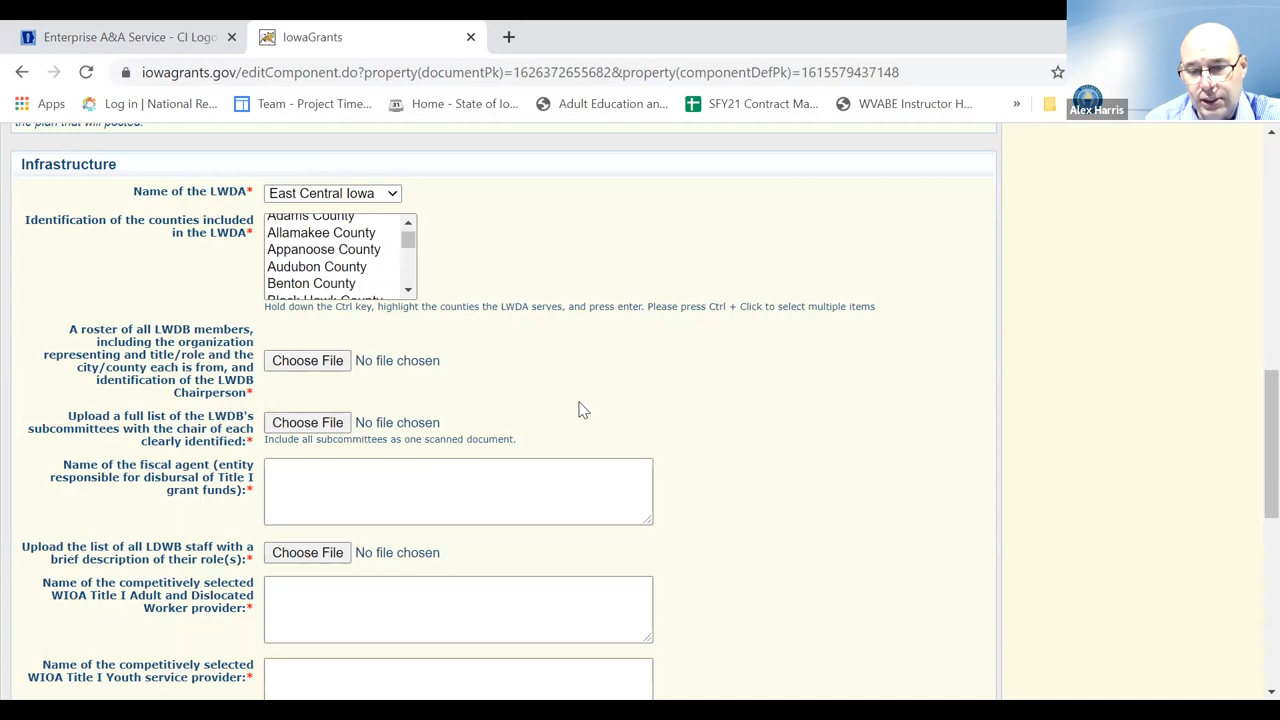 Enterprise A&A Service - CI Logo
IowaGrants
iowagrants.gov/editComponent.do?property(documentPk)=1626372655682&property(componentDefPk)=1615579437148
Apps
Log in | National Re...
Team - Project Time...
Home - State of Io...
Adult Education an...
SFY21 Contract Ma...
WVABE Instructor H...
»
Alex Harris
the plan that will posted.
Infrastructure
Name of the LWDA*
East Central Iowa
Identification of the counties included
in the LWDA*
Adams County
Allamakee County
Appanoose County
Audubon County
Benton County
Black Hawk County
Hold down the Ctrl key, highlight the counties the LWDA serves, and press enter. Please press Ctrl + Click to select multiple items
A roster of all LWDB members,
including the organization
representing and title/role and the
city/county each is from, and
identification of the LWDB
Chairperson*
Choose File No file chosen
Upload a full list of the LWDB's
subcommittees with the chair of each
clearly identified:*
Choose File No file chosen
Include all subcommittees as one scanned document.
Name of the fiscal agent (entity
responsible for disbursal of Title I
grant funds):*
Upload the list of all LDWB staff with a
brief description of their role(s):*
Choose File No file chosen
Name of the competitively selected
WIOA Title I Adult and Dislocated
Worker provider:*
Name of the competitively selected
WIOA Title I Youth service provider:*